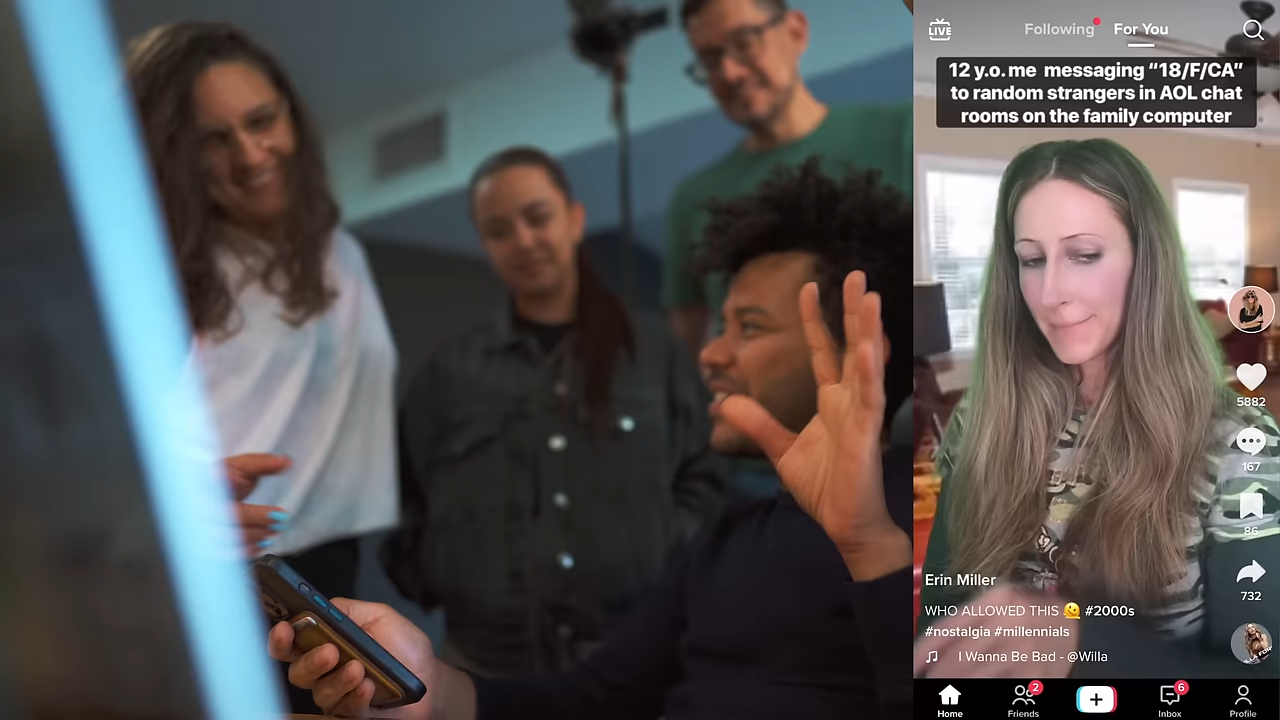 LIVE
Following
For You
12 y.o. me messaging “18/F/CA”
to random strangers in AOL chat
rooms on the family computer
5882
167
86
732
Erin Miller
WHO ALLOWED THIS 🫠 #2000s
#nostalgia #millennials
I Wanna Be Bad - @Willa
2
6
Home
Friends
Inbox
Profile